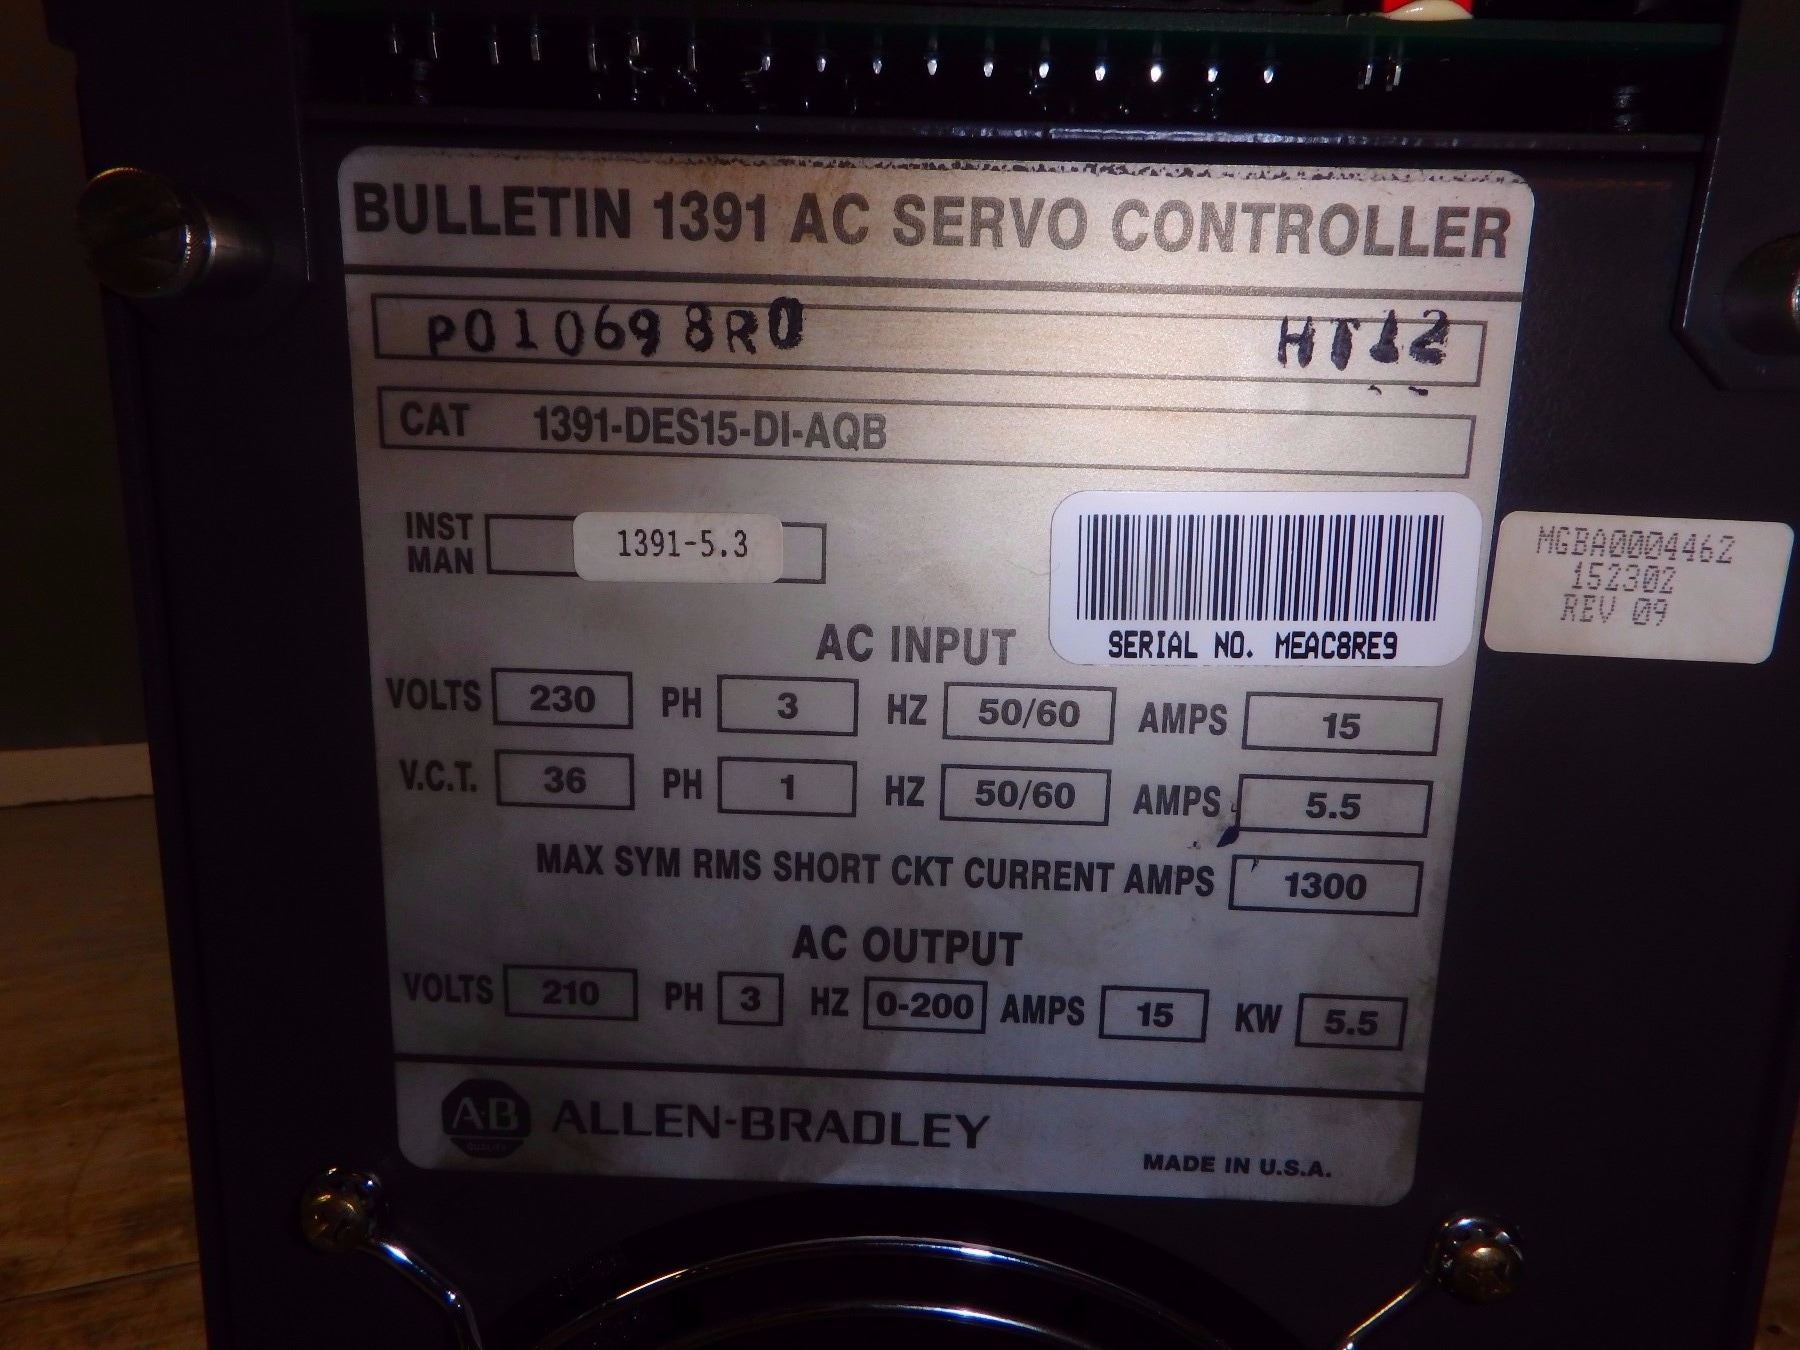 BULLETIN 1391 AC SERVO CONTROLLER
P010698R0 HT12
CAT 1391-DES15-DI-AQB
INST MAN 1391-5.3
SERIAL NO. MEAC8RE9
MGBA0004462
152302
REV 09
AC INPUT
VOLTS 230 PH 3 HZ 50/60 AMPS 15
V.C.T. 36 PH 1 HZ 50/60 AMPS 5.5
MAX SYM RMS SHORT CKT CURRENT AMPS 1300
AC OUTPUT
VOLTS 210 PH 3 HZ 0-200 AMPS 15 KW 5.5
A·B QUALITY ALLEN-BRADLEY
MADE IN U.S.A.